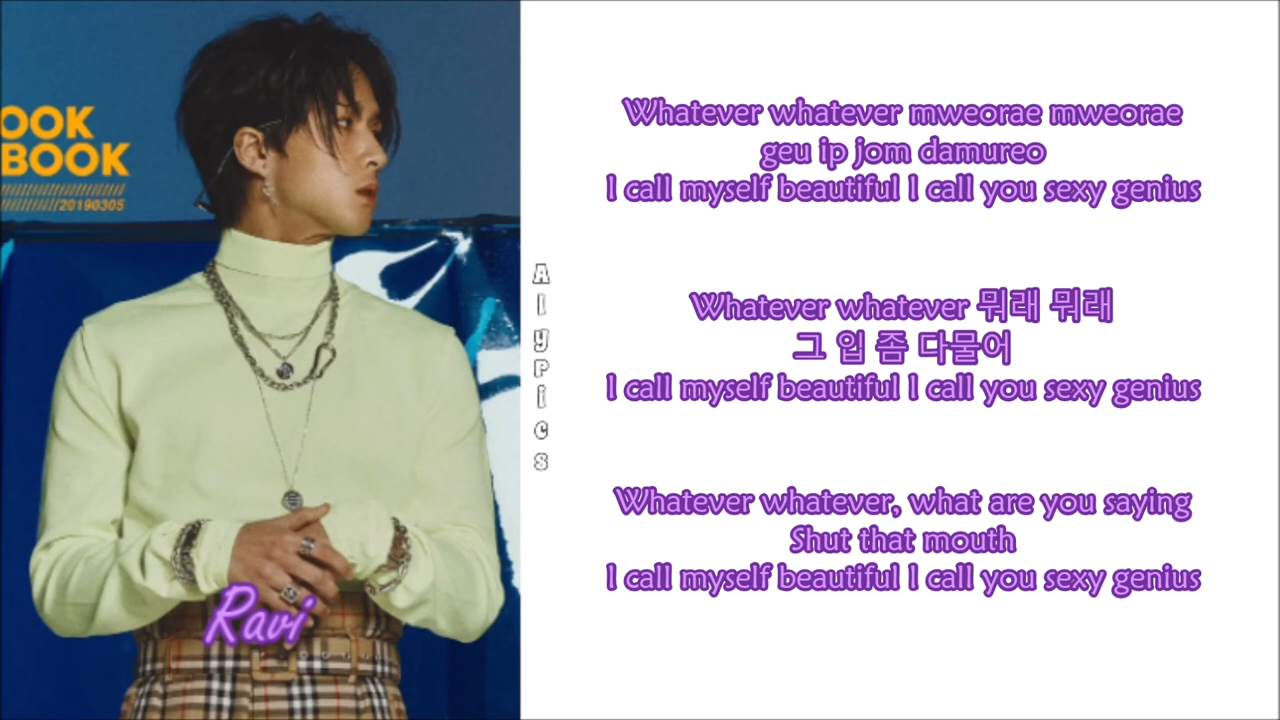 OOK
BOOK
20190305
Ravi
Alypics
Whatever whatever mweorae mweorae
geu ip jom damureo
I call myself beautiful I call you sexy genius
Whatever whatever 뭐래 뭐래
그 입 좀 다물어
I call myself beautiful I call you sexy genius
Whatever whatever, what are you saying
Shut that mouth
I call myself beautiful I call you sexy genius